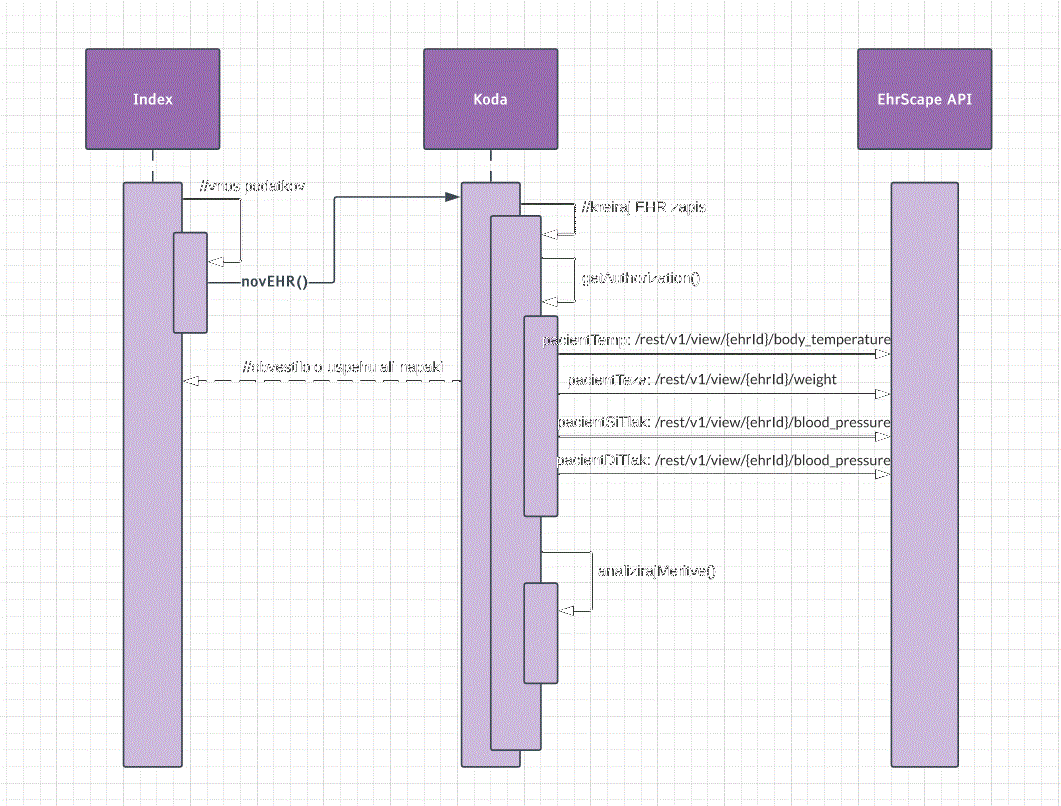 Index
Koda
EhrScape API
//vnos podatkov
//kreiraj EHR zapis
getAuthorization()
novEHR()
pacientTemp: /rest/v1/view/{ehrId}/body_temperature
//obvestilo o uspehu ali napaki
pacientTeza: /rest/v1/view/{ehrId}/weight
pacientSiTlak: /rest/v1/view/{ehrId}/blood_pressure
pacientDiTlak: /rest/v1/view/{ehrId}/blood_pressure
analizirajMeritve()